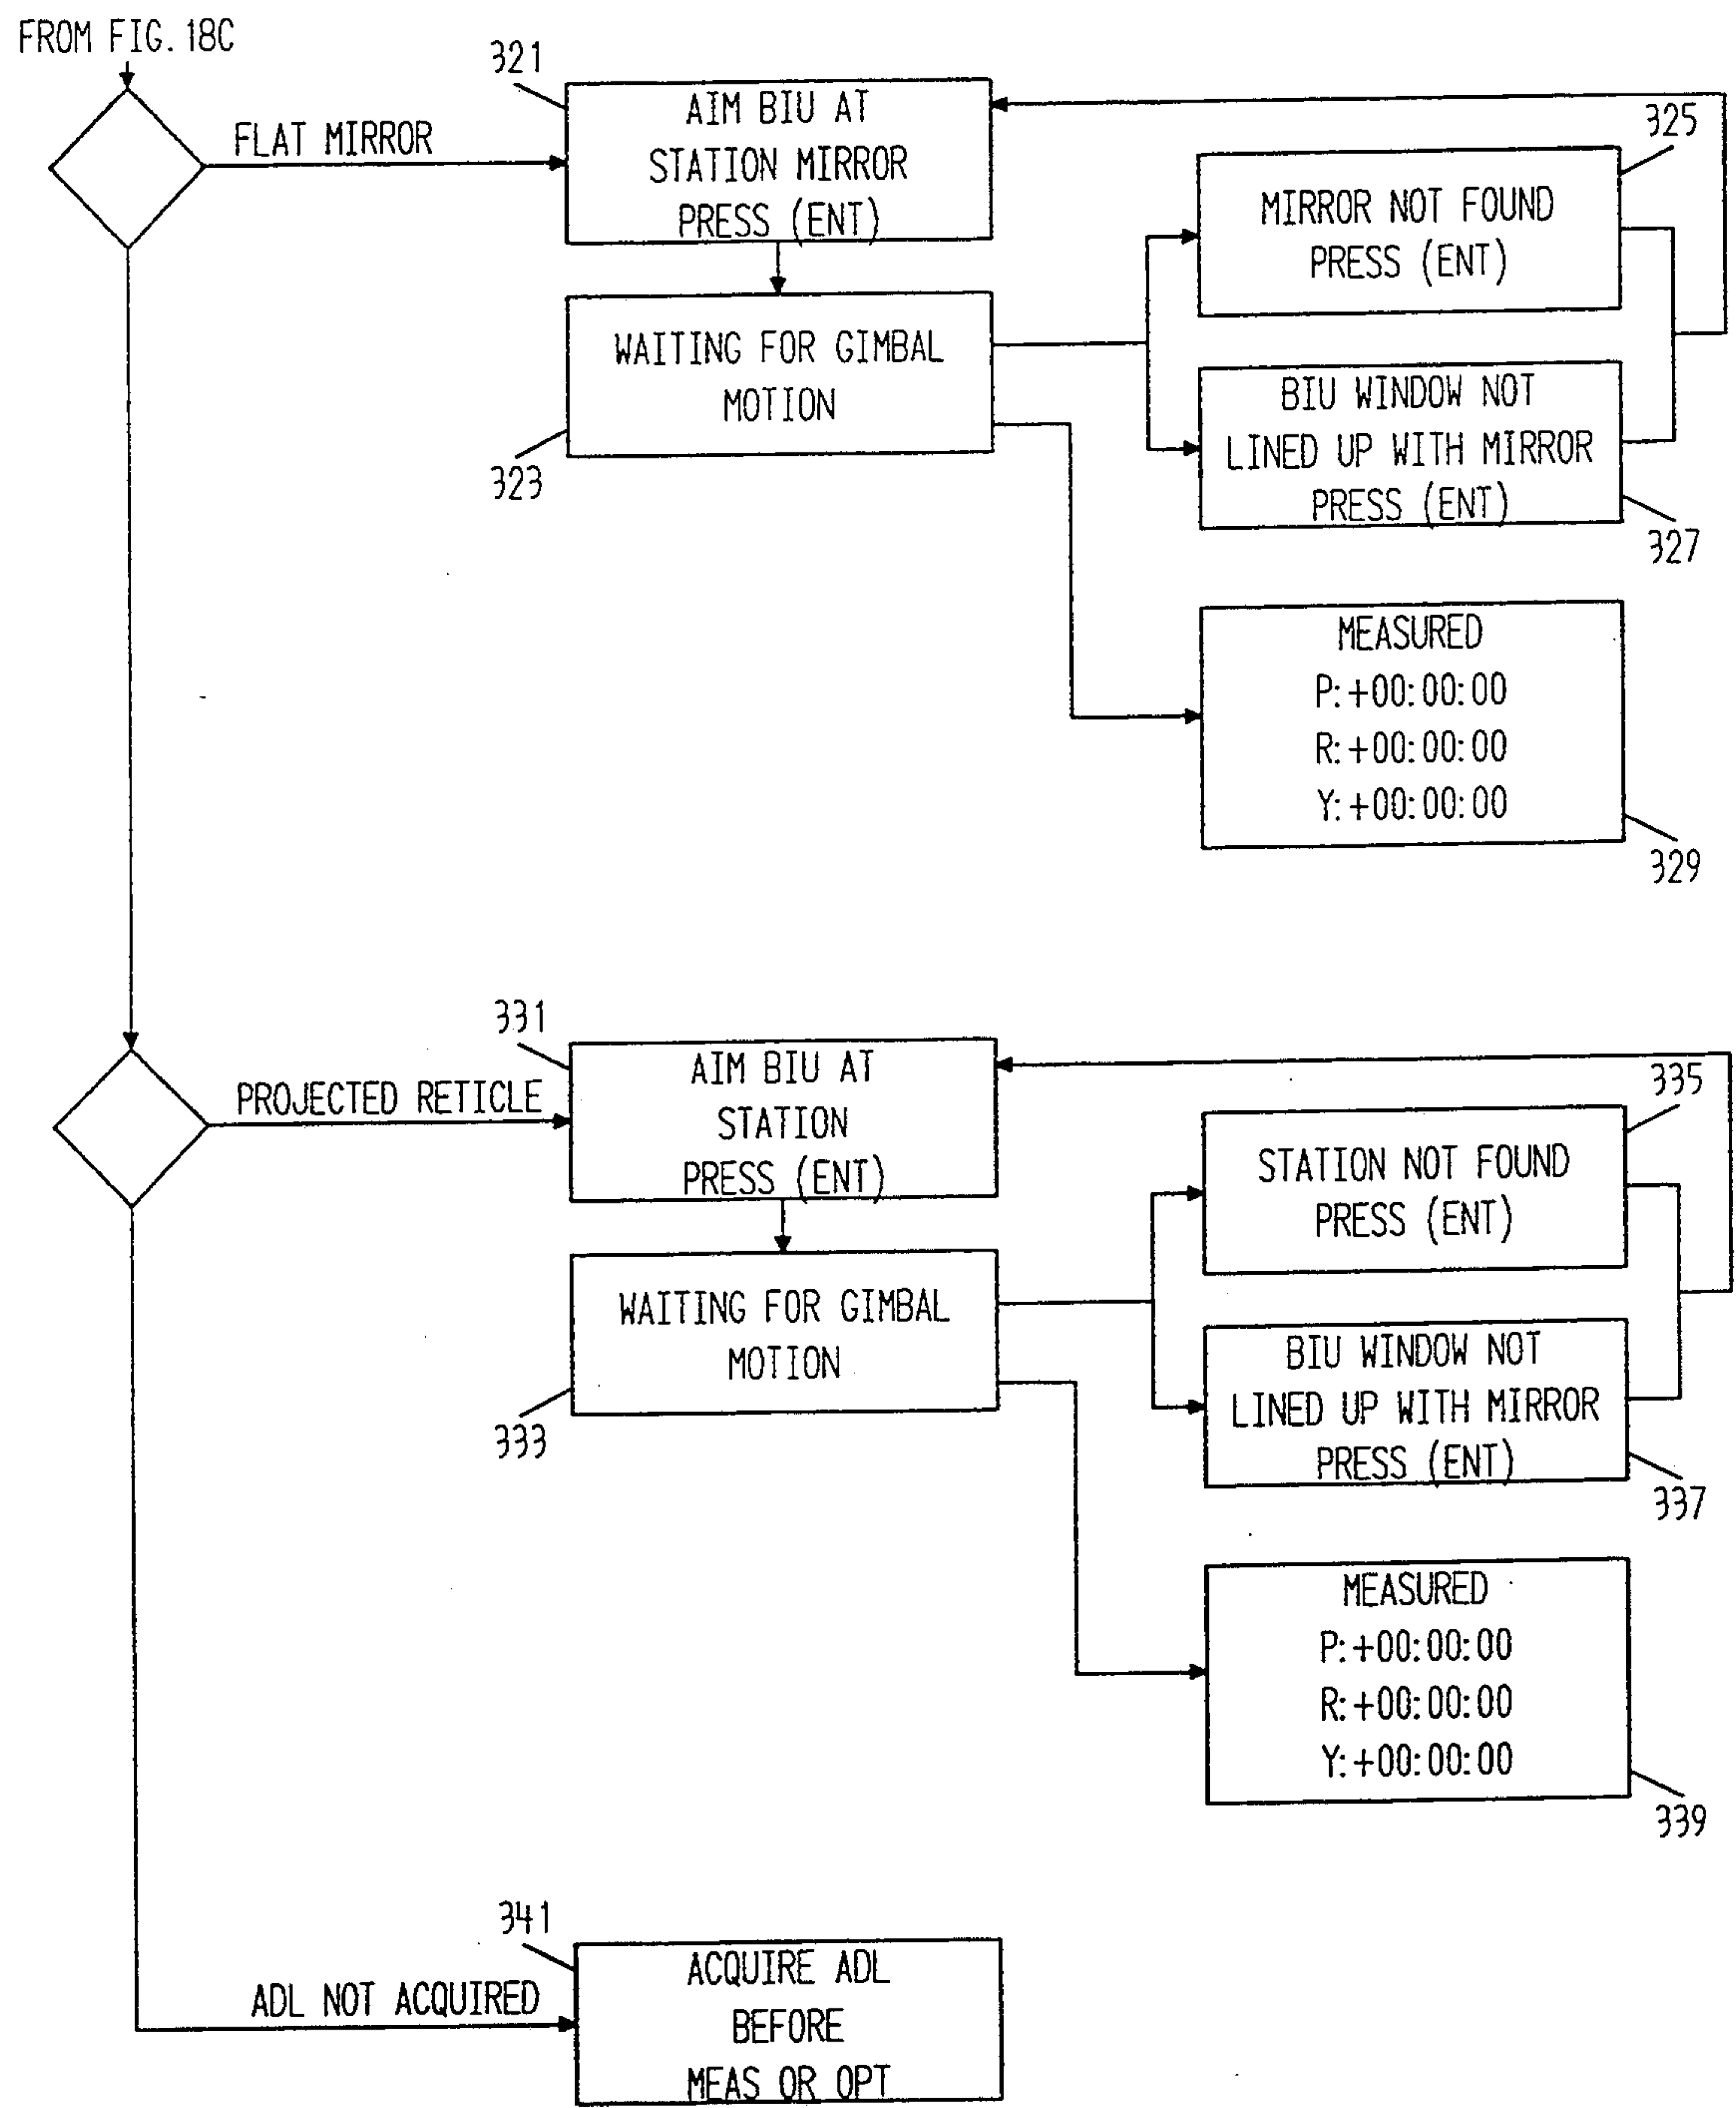 FROM FIG. 18C
321
AIM BIU AT
STATION MIRROR
PRESS (ENT)
FLAT MIRROR
325
MIRROR NOT FOUND
PRESS (ENT)
WAITING FOR GIMBAL
MOTION
323
BIU WINDOW NOT
LINED UP WITH MIRROR
PRESS (ENT)
327
MEASURED
P:+00:00:00
R:+00:00:00
Y:+00:00:00
329
331
AIM BIU AT
STATION
PRESS (ENT)
PROJECTED RETICLE
335
STATION NOT FOUND
PRESS (ENT)
WAITING FOR GIMBAL
MOTION
333
BIU WINDOW NOT
LINED UP WITH MIRROR
PRESS (ENT)
337
MEASURED
P:+00:00:00
R:+00:00:00
Y:+00:00:00
339
341
ADL NOT ACQUIRED
ACQUIRE ADL
BEFORE
MEAS OR OPT